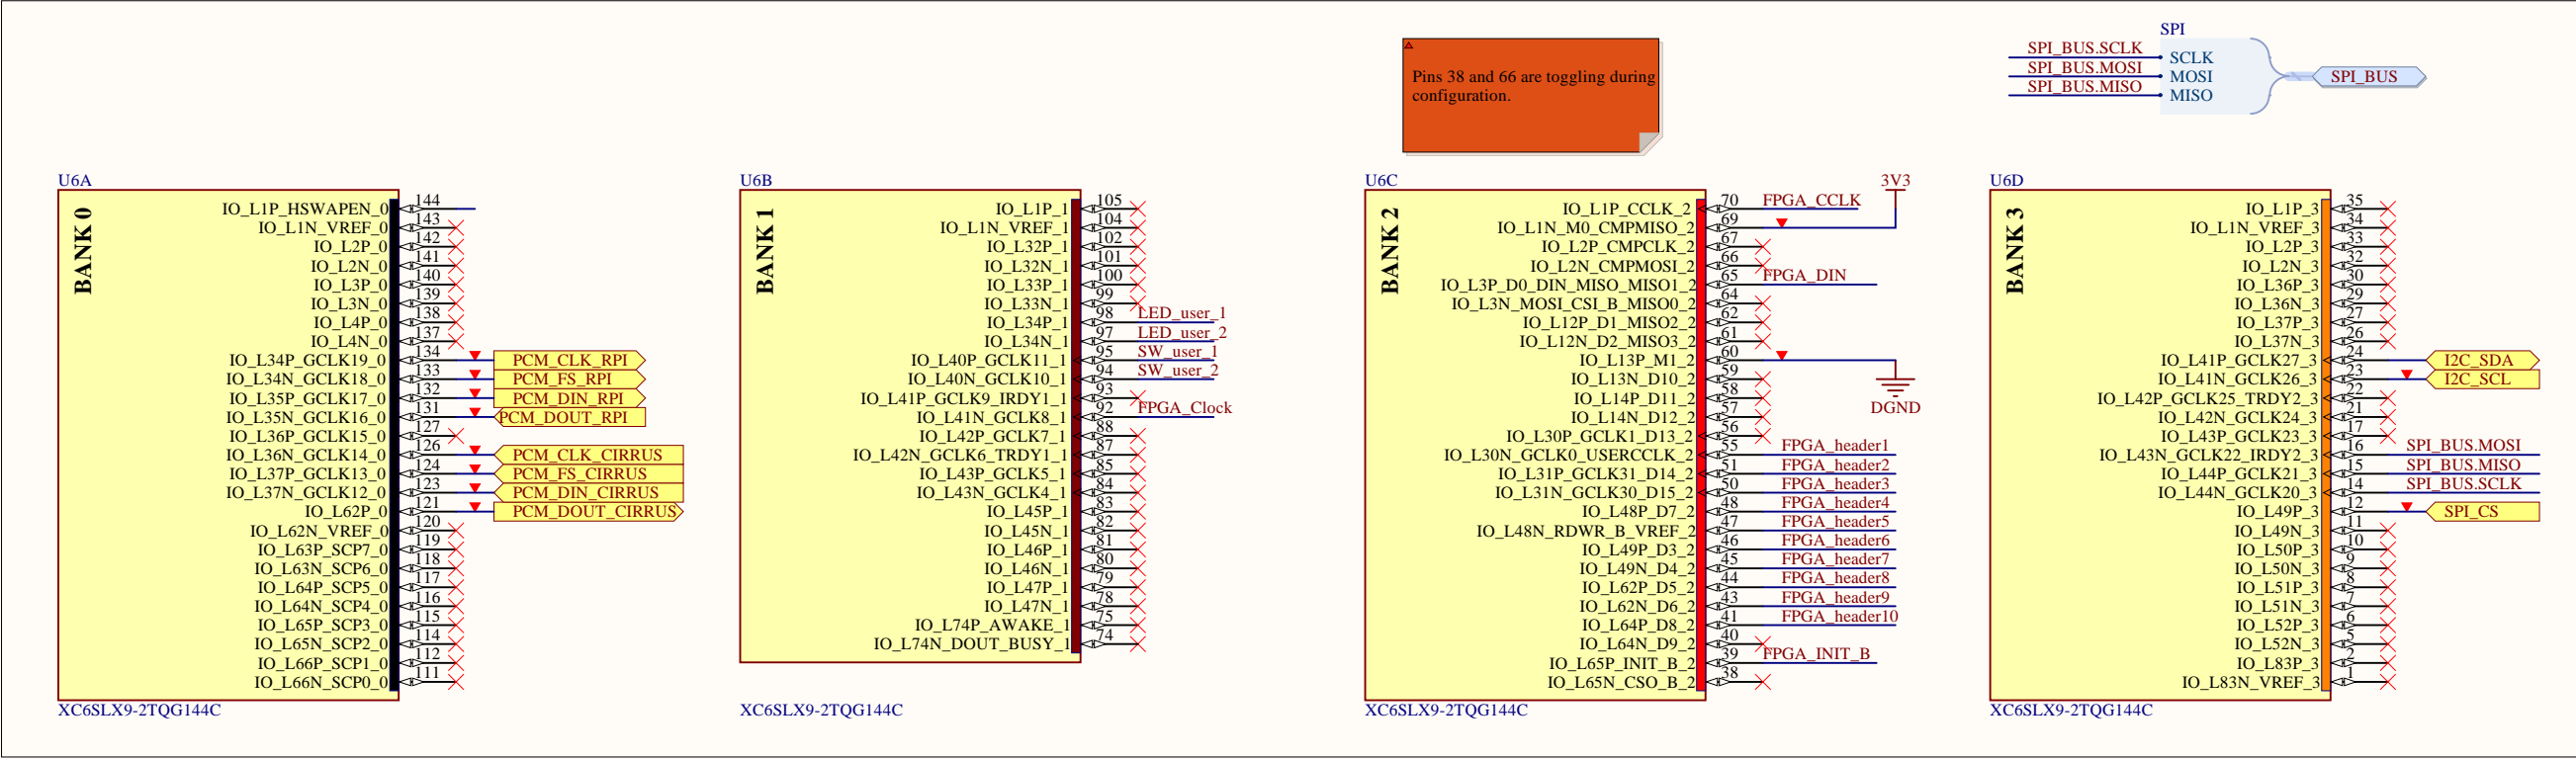 Pins 38 and 66 are toggling during
configuration.
SPI
SPI_BUS.SCLK SCLK
SPI_BUS.MOSI MOSI
SPI_BUS.MISO MISO
SPI_BUS
U6A
BANK 0
IO_L1P_HSWAPEN_0 144
IO_L1N_VREF_0 143
IO_L2P_0 142
IO_L2N_0 141
IO_L3P_0 140
IO_L3N_0 139
IO_L4P_0 138
IO_L4N_0 137
IO_L34P_GCLK19_0 134 PCM_CLK_RPI
IO_L34N_GCLK18_0 133 PCM_FS_RPI
IO_L35P_GCLK17_0 132 PCM_DIN_RPI
IO_L35N_GCLK16_0 131 PCM_DOUT_RPI
IO_L36P_GCLK15_0 127
IO_L36N_GCLK14_0 126 PCM_CLK_CIRRUS
IO_L37P_GCLK13_0 124 PCM_FS_CIRRUS
IO_L37N_GCLK12_0 123 PCM_DIN_CIRRUS
IO_L62P_0 121 PCM_DOUT_CIRRUS
IO_L62N_VREF_0 120
IO_L63P_SCP7_0 119
IO_L63N_SCP6_0 118
IO_L64P_SCP5_0 117
IO_L64N_SCP4_0 116
IO_L65P_SCP3_0 115
IO_L65N_SCP2_0 114
IO_L66P_SCP1_0 112
IO_L66N_SCP0_0 111
XC6SLX9-2TQG144C
U6B
BANK 1
IO_L1P_1 105
IO_L1N_VREF_1 104
IO_L32P_1 102
IO_L32N_1 101
IO_L33P_1 100
IO_L33N_1 99
IO_L34P_1 98 LED_user_1
IO_L34N_1 97 LED_user_2
IO_L40P_GCLK11_1 95 SW_user_1
IO_L40N_GCLK10_1 94 SW_user_2
IO_L41P_GCLK9_IRDY1_1 93
IO_L41N_GCLK8_1 92 FPGA_Clock
IO_L42P_GCLK7_1 88
IO_L42N_GCLK6_TRDY1_1 87
IO_L43P_GCLK5_1 85
IO_L43N_GCLK4_1 84
IO_L45P_1 83
IO_L45N_1 82
IO_L46P_1 81
IO_L46N_1 80
IO_L47P_1 79
IO_L47N_1 78
IO_L74P_AWAKE_1 75
IO_L74N_DOUT_BUSY_1 74
XC6SLX9-2TQG144C
U6C
BANK 2
3V3
IO_L1P_CCLK_2 70 FPGA_CCLK
IO_L1N_M0_CMPMISO_2 69
IO_L2P_CMPCLK_2 67
IO_L2N_CMPMOSI_2 66
IO_L3P_D0_DIN_MISO_MISO1_2 65 FPGA_DIN
IO_L3N_MOSI_CSI_B_MISO0_2 64
IO_L12P_D1_MISO2_2 62
IO_L12N_D2_MISO3_2 61
IO_L13P_M1_2 60
IO_L13N_D10_2 59
IO_L14P_D11_2 58
DGND
IO_L14N_D12_2 57
IO_L30P_GCLK1_D13_2 56
IO_L30N_GCLK0_USERCCLK_2 55 FPGA_header1
IO_L31P_GCLK31_D14_2 51 FPGA_header2
IO_L31N_GCLK30_D15_2 50 FPGA_header3
IO_L48P_D7_2 48 FPGA_header4
IO_L48N_RDWR_B_VREF_2 47 FPGA_header5
IO_L49P_D3_2 46 FPGA_header6
IO_L49N_D4_2 45 FPGA_header7
IO_L62P_D5_2 44 FPGA_header8
IO_L62N_D6_2 43 FPGA_header9
IO_L64P_D8_2 41 FPGA_header10
IO_L64N_D9_2 40
IO_L65P_INIT_B_2 39 FPGA_INIT_B
IO_L65N_CSO_B_2 38
XC6SLX9-2TQG144C
U6D
BANK 3
IO_L1P_3 35
IO_L1N_VREF_3 34
IO_L2P_3 33
IO_L2N_3 32
IO_L36P_3 30
IO_L36N_3 29
IO_L37P_3 27
IO_L37N_3 26
IO_L41P_GCLK27_3 24 I2C_SDA
IO_L41N_GCLK26_3 23 I2C_SCL
IO_L42P_GCLK25_TRDY2_3 22
IO_L42N_GCLK24_3 21
IO_L43P_GCLK23_3 17
IO_L43N_GCLK22_IRDY2_3 16 SPI_BUS.MOSI
IO_L44P_GCLK21_3 15 SPI_BUS.MISO
IO_L44N_GCLK20_3 14 SPI_BUS.SCLK
IO_L49P_3 12 SPI_CS
IO_L49N_3 11
IO_L50P_3 10
IO_L50N_3 9
IO_L51P_3 8
IO_L51N_3 7
IO_L52P_3 6
IO_L52N_3 5
IO_L83P_3 2
IO_L83N_VREF_3 1
XC6SLX9-2TQG144C